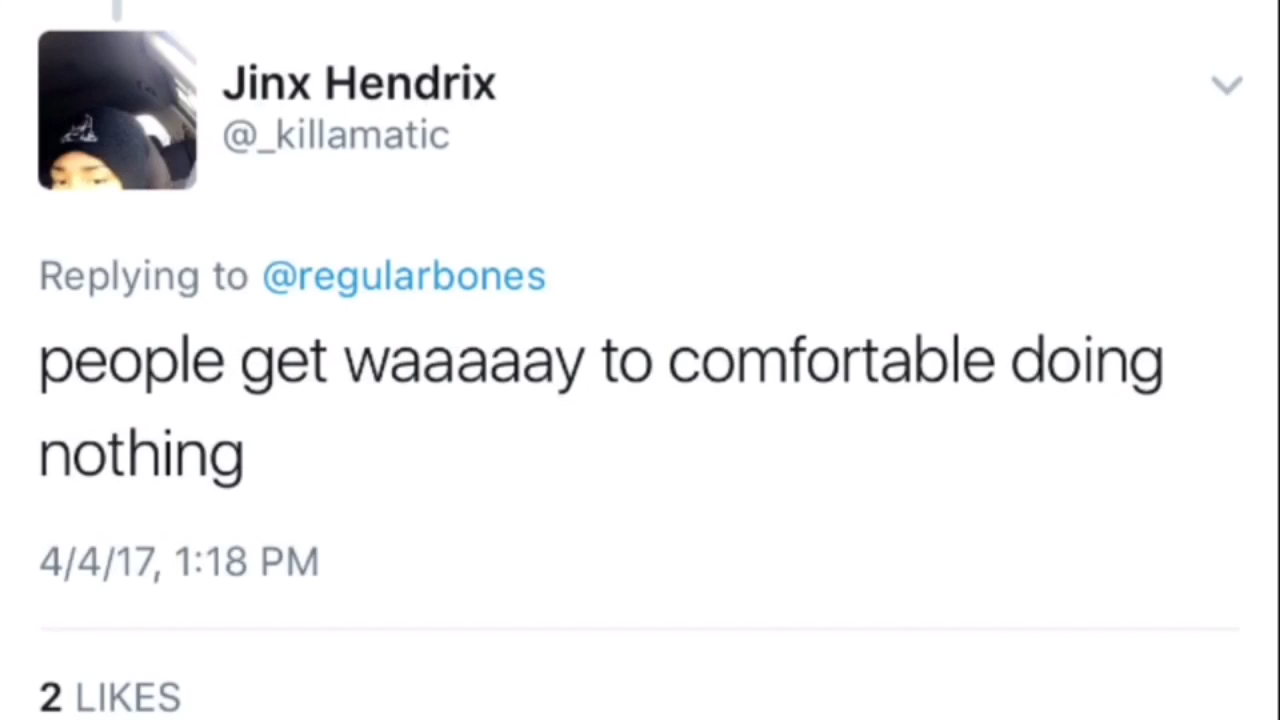 Jinx Hendrix
@_killamatic
Replying to @regularbones
people get waaaaay to comfortable doing
nothing
4/4/17, 1:18 PM
2 LIKES